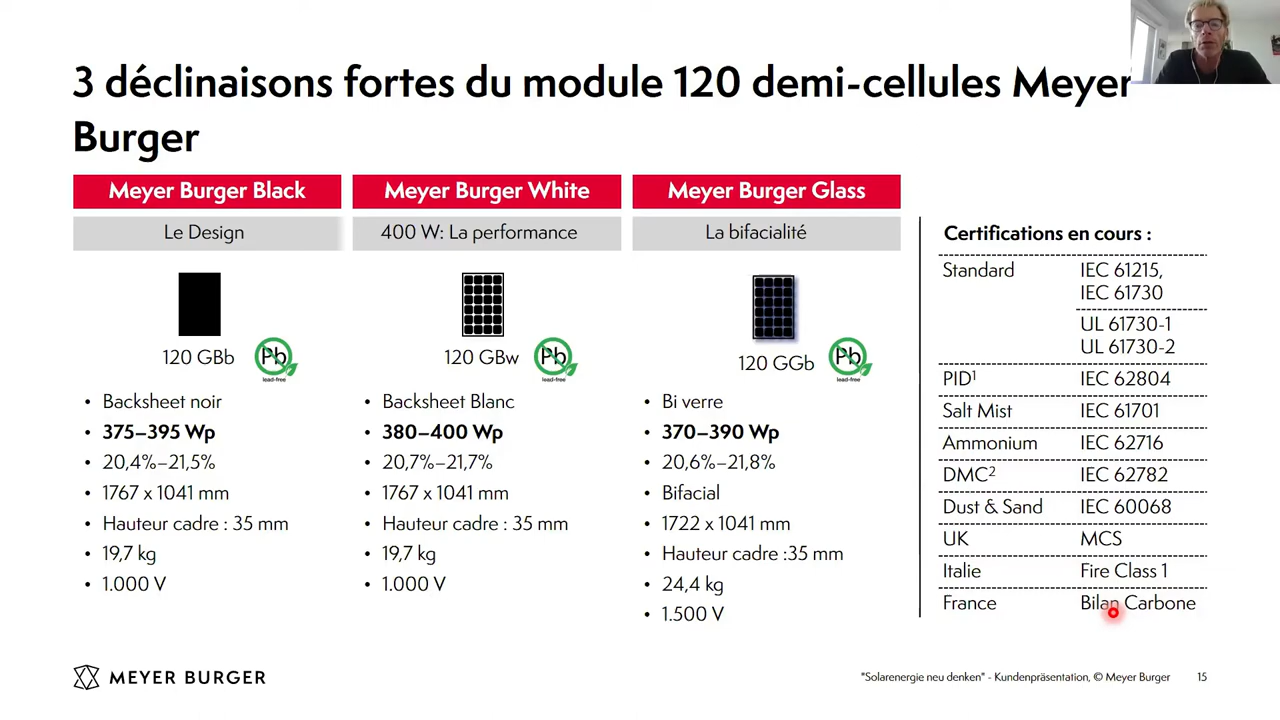 3 déclinaisons fortes du module 120 demi-cellules Meyer
Burger
Meyer Burger Black
Le Design
Pb
lead-free
120 GBb
• Backsheet noir
• 375–395 Wp
• 20,4%–21,5%
• 1767 x 1041 mm
• Hauteur cadre : 35 mm
• 19,7 kg
• 1.000 V
Meyer Burger White
400 W: La performance
120 GBw
Pb
lead-free
• Backsheet Blanc
• 380–400 Wp
• 20,7%–21,7%
• 1767 x 1041 mm
• Hauteur cadre : 35 mm
• 19,7 kg
• 1.000 V
Meyer Burger Glass
La bifacialité
120 GGb
Pb
lead-free
• Bi verre
• 370–390 Wp
• 20,6%–21,8%
• Bifacial
• 1722 x 1041 mm
• Hauteur cadre :35 mm
• 24,4 kg
• 1.500 V
Certifications en cours :
Standard IEC 61215,
IEC 61730
UL 61730-1
UL 61730-2
PID¹ IEC 62804
Salt Mist IEC 61701
Ammonium IEC 62716
DMC² IEC 62782
Dust & Sand IEC 60068
UK MCS
Italie Fire Class 1
France Bilan Carbone
MEYER BURGER
"Solarenergie neu denken" - Kundenpräsentation, © Meyer Burger 15